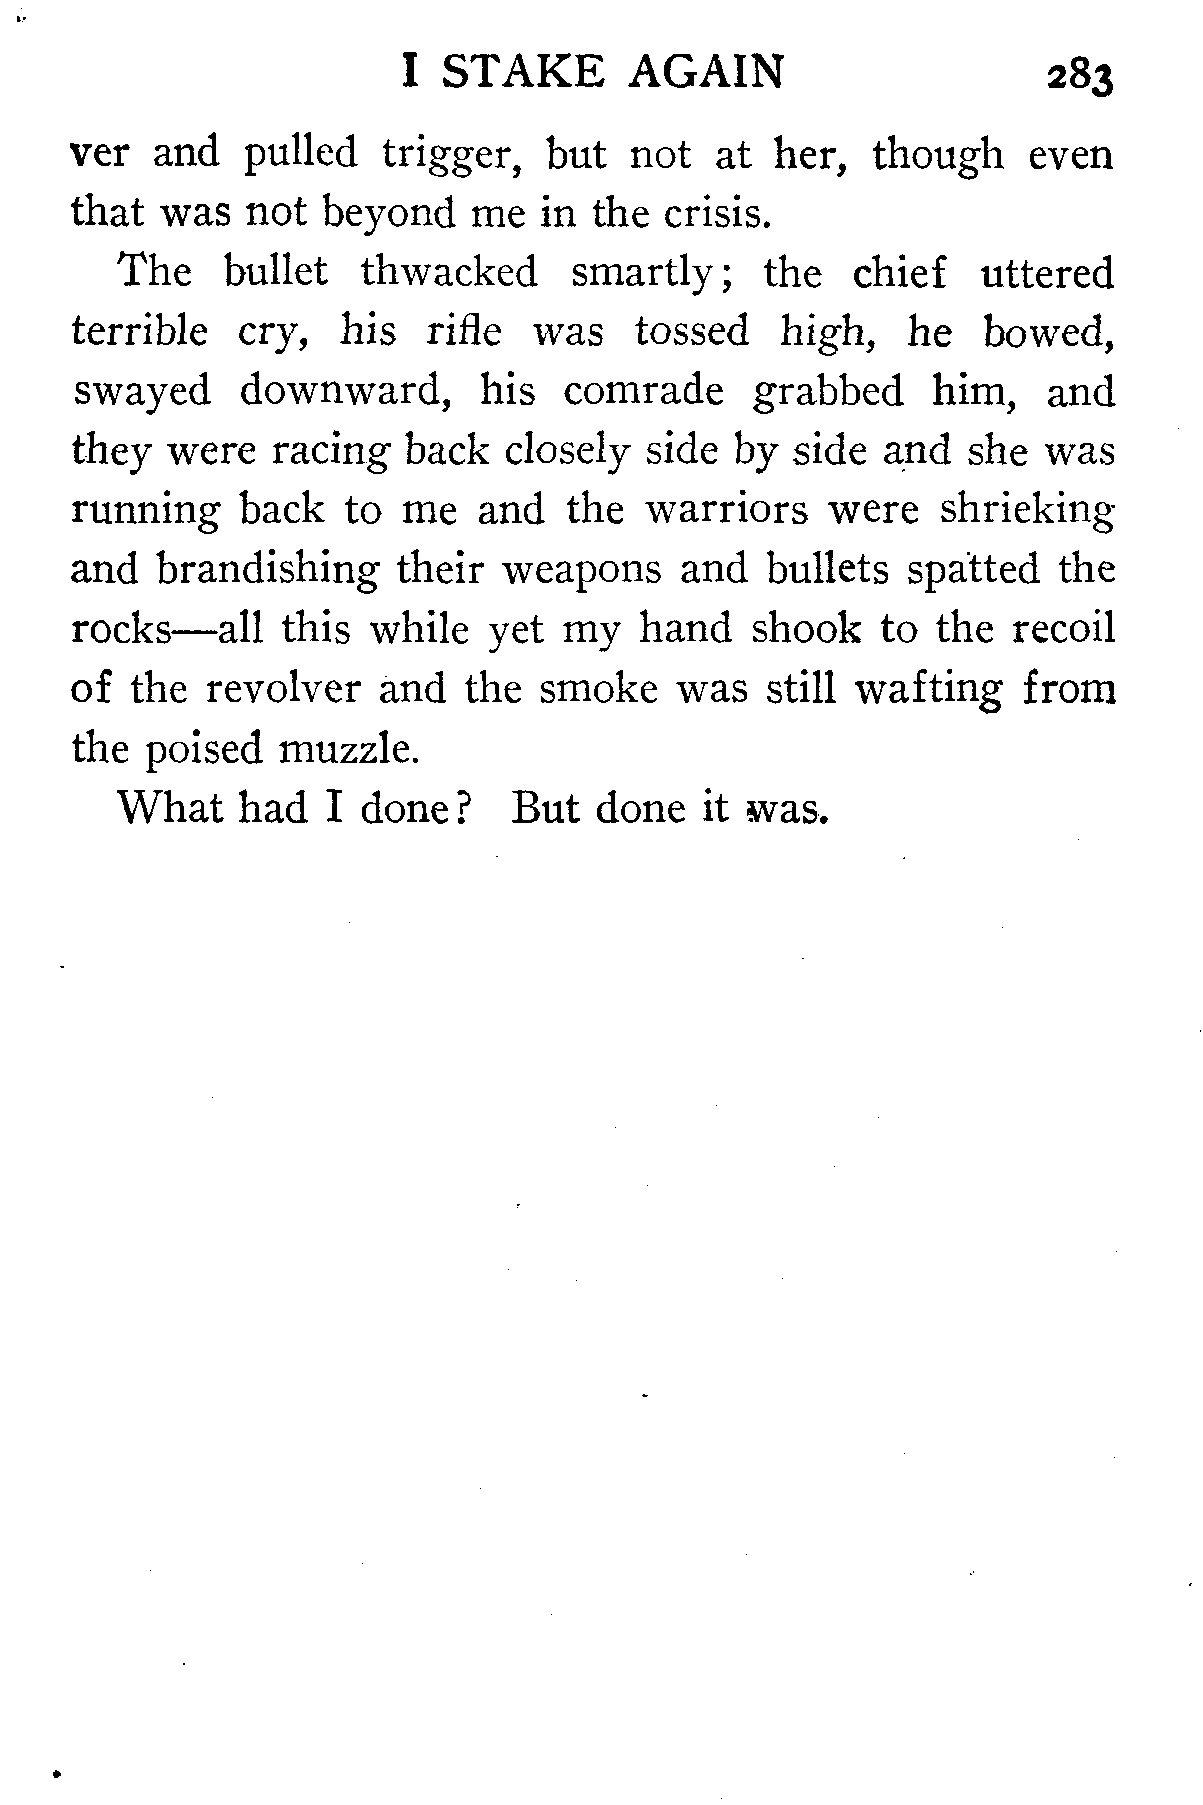 I STAKE AGAIN 283
ver and pulled trigger, but not at her, though even
that was not beyond me in the crisis.
The bullet thwacked smartly; the chief uttered
terrible cry, his rifle was tossed high, he bowed,
swayed downward, his comrade grabbed him, and
they were racing back closely side by side and she was
running back to me and the warriors were shrieking
and brandishing their weapons and bullets spatted the
rocks—all this while yet my hand shook to the recoil
of the revolver and the smoke was still wafting from
the poised muzzle.
What had I done? But done it was.